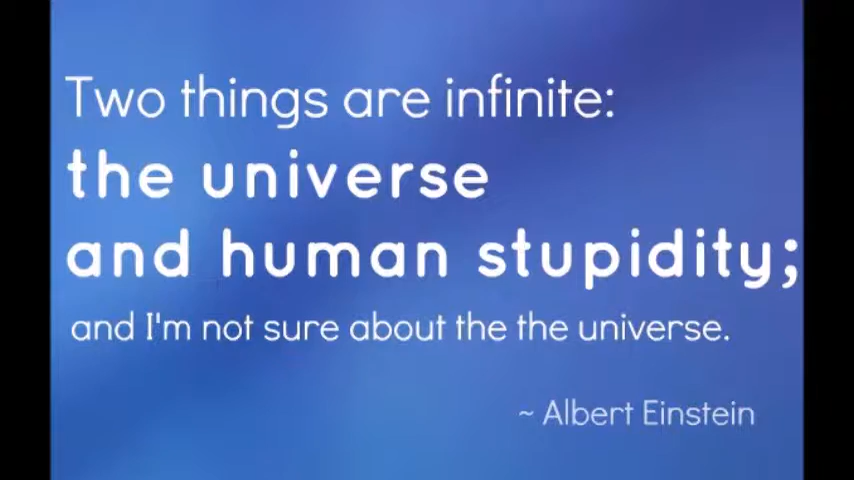 Two things are infinite:
the universe
and human stupidity;
and I'm not sure about the the universe.
~ Albert Einstein